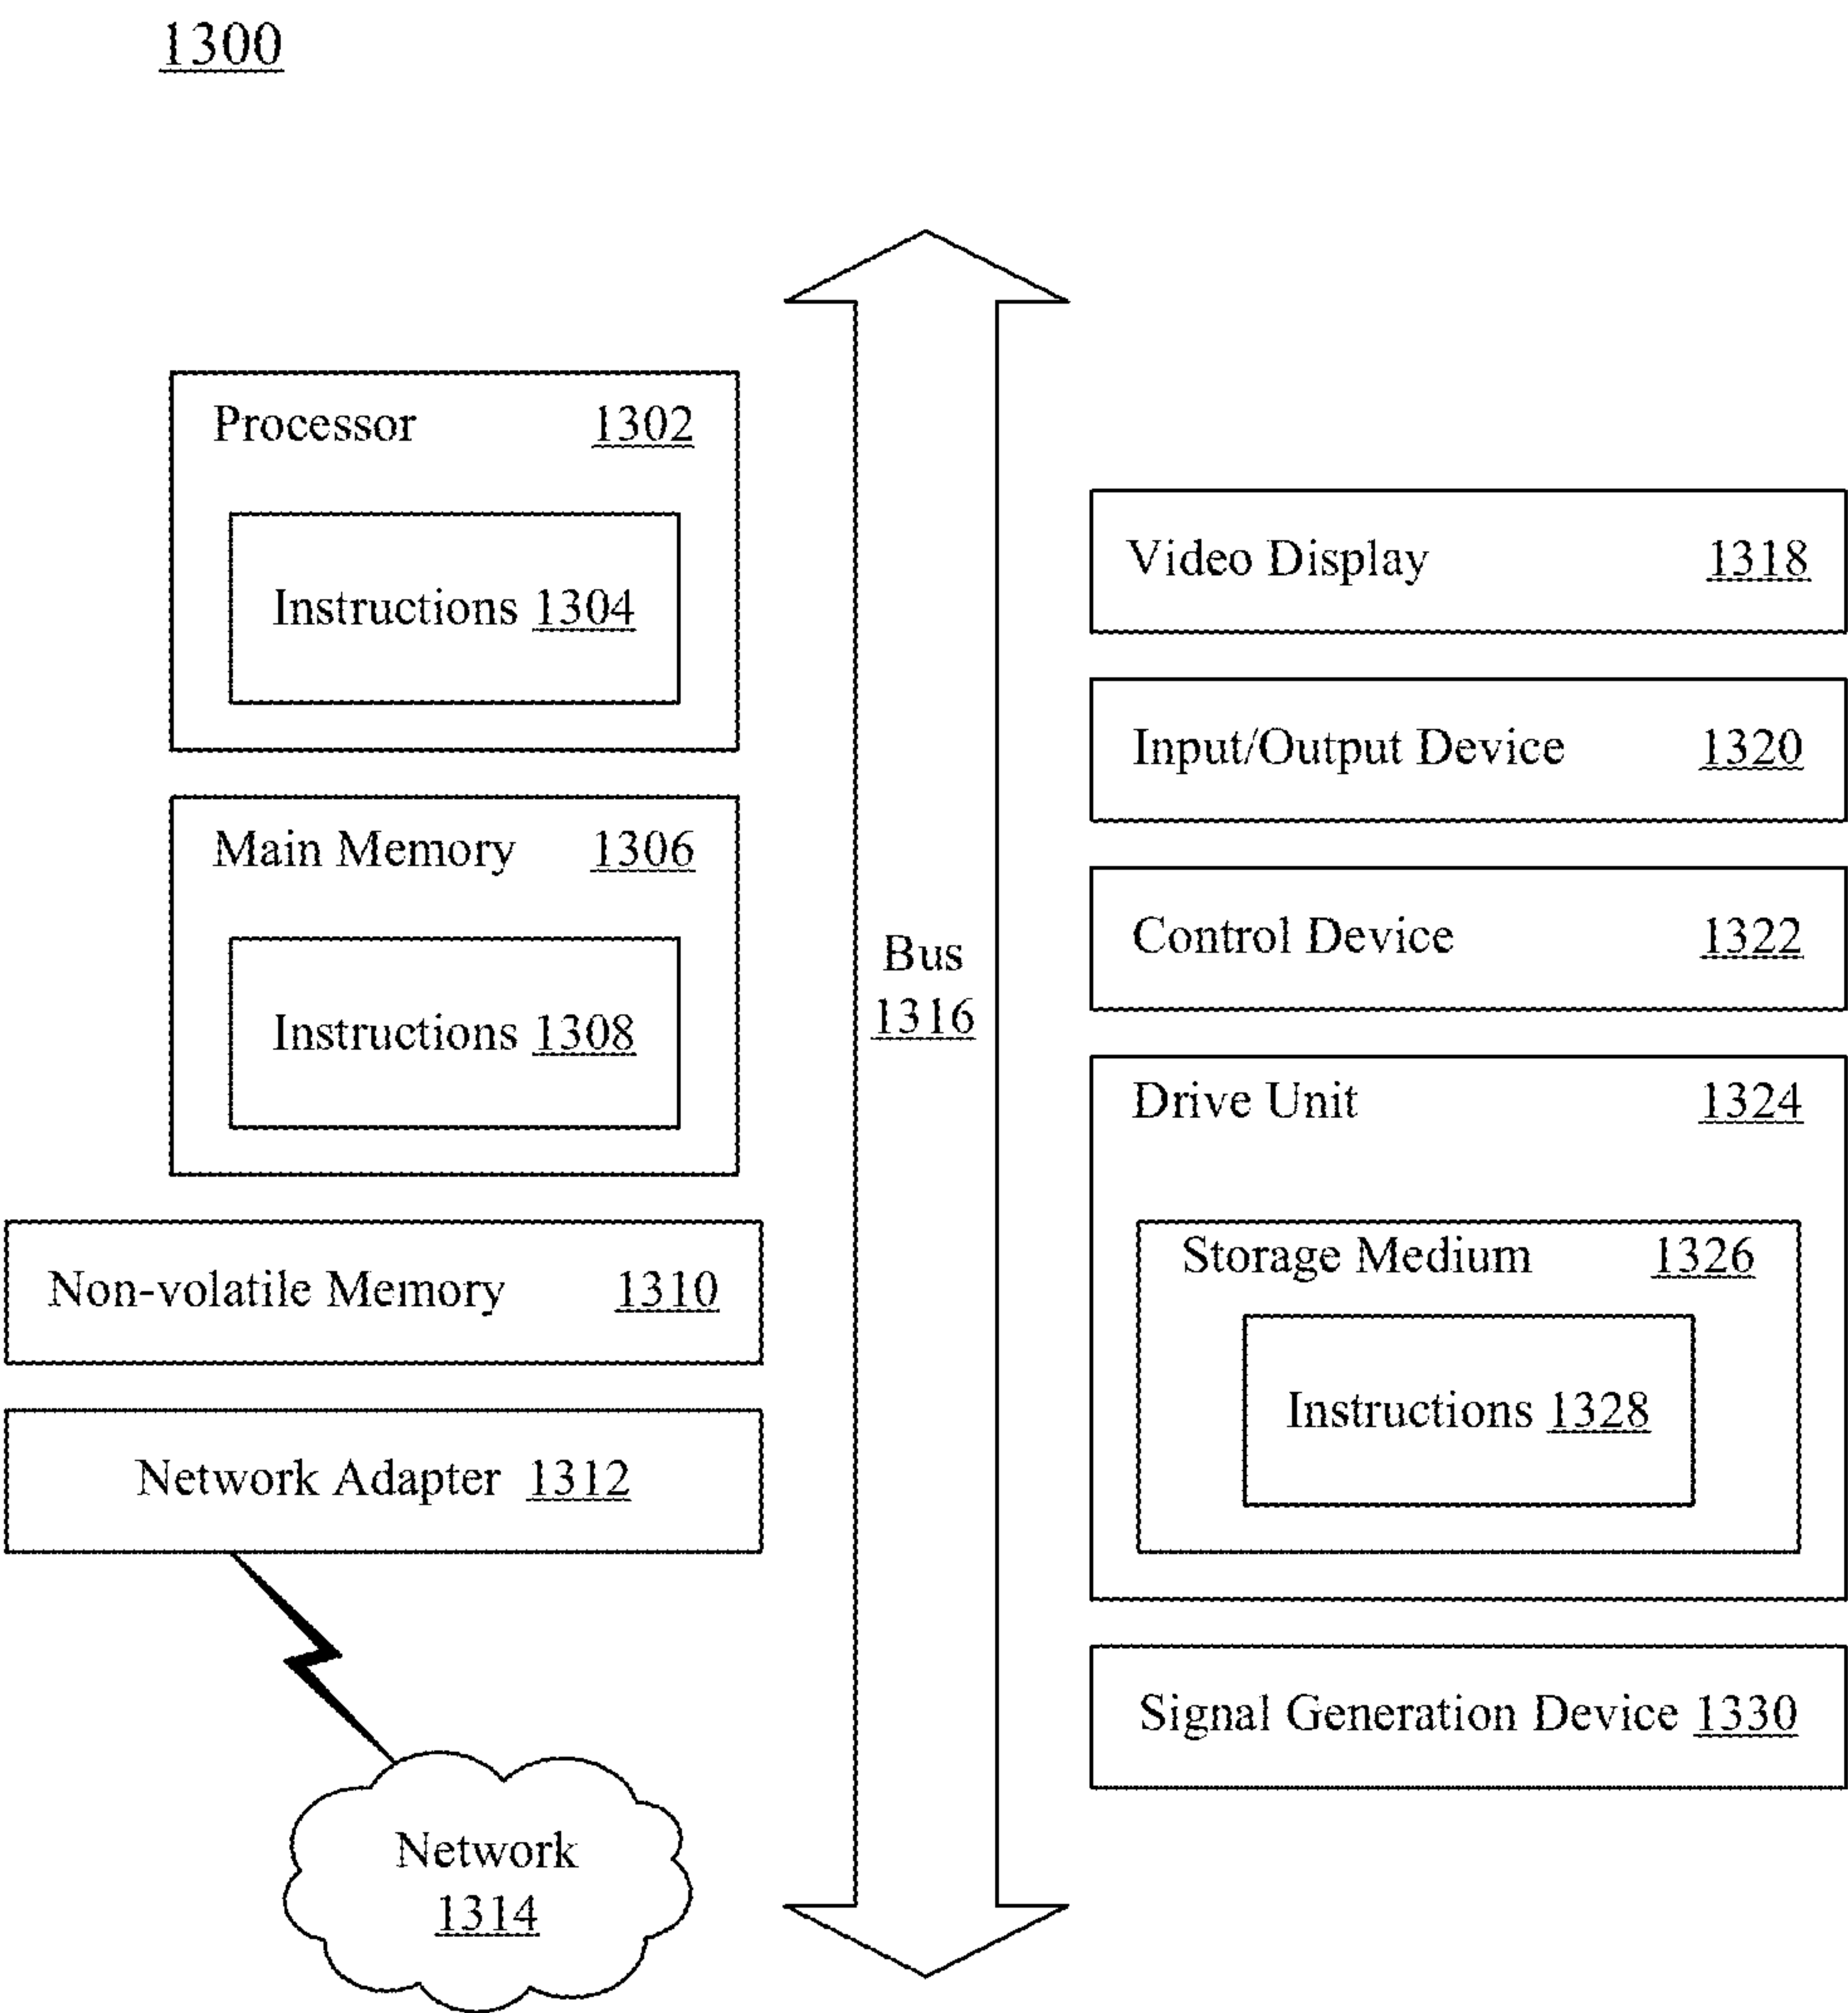 1300
Processor 1302
Instructions 1304
Main Memory 1306
Instructions 1308
Non-volatile Memory 1310
Network Adapter 1312
Network
1314
Bus
1316
Video Display 1318
Input/Output Device 1320
Control Device 1322
Drive Unit 1324
Storage Medium 1326
Instructions 1328
Signal Generation Device 1330